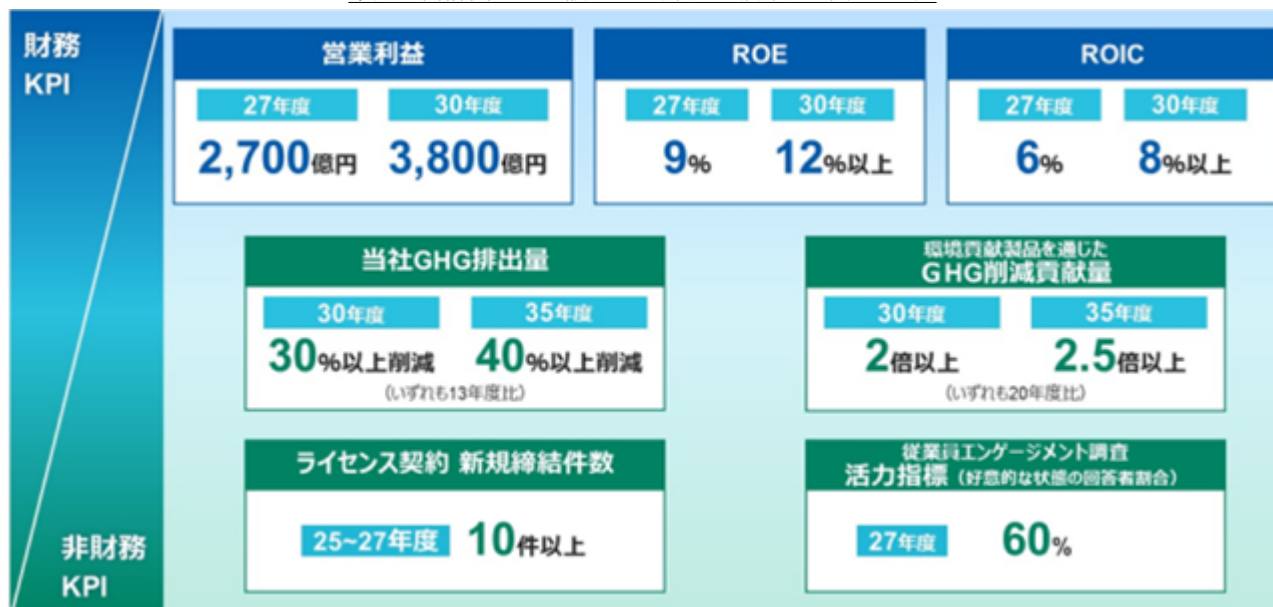 財務
KPI
営業利益
27年度 30年度
2,700億円 3,800億円
ROE
27年度 30年度
9% 12%以上
ROIC
27年度 30年度
6% 8%以上
当社GHG排出量
30年度 35年度
30%以上削減 40%以上削減
(いずれも13年度比)
環境貢献製品を通じた
GHG削減貢献量
30年度 35年度
2倍以上 2.5倍以上
(いずれも20年度比)
ライセンス契約 新規締結件数
25~27年度 10件以上
従業員エンゲージメント調査
活力指標(好意的な状態の回答者割合)
27年度 60%
非財務
KPI